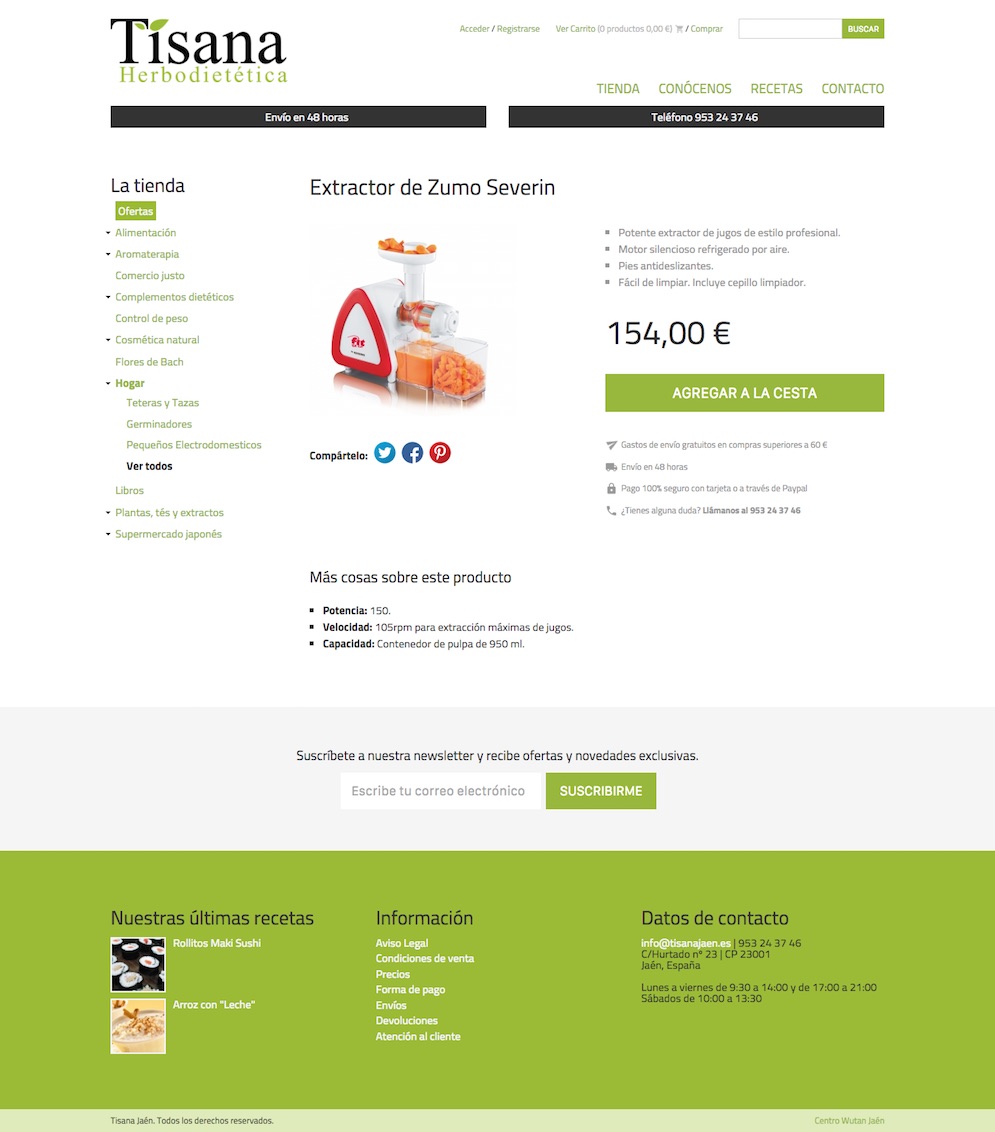 Tisana
Herbodietética
Acceder / Registrarse
Ver Carrito (0 productos 0,00 €) / Comprar
BUSCAR
TIENDA CONÓCENOS RECETAS CONTACTO
Envío en 48 horas
Teléfono 953 24 37 46
La tienda
Ofertas
Alimentación
Aromaterapia
Comercio justo
Complementos dietéticos
Control de peso
Cosmética natural
Flores de Bach
Hogar
Teteras y Tazas
Germinadores
Pequeños Electrodomesticos
Ver todos
Libros
Plantas, tés y extractos
Supermercado japonés
Extractor de Zumo Severin
Potente extractor de jugos de estilo profesional.
Motor silencioso refrigerado por aire.
Pies antideslizantes.
Fácil de limpiar. Incluye cepillo limpiador.
154,00 €
AGREGAR A LA CESTA
Compártelo:
Gastos de envío gratuitos en compras superiores a 60 €
Envío en 48 horas
Pago 100% seguro con tarjeta o a través de Paypal
¿Tienes alguna duda? Llámanos al 953 24 37 46
Más cosas sobre este producto
Potencia: 150.
Velocidad: 105rpm para extracción máximas de jugos.
Capacidad: Contenedor de pulpa de 950 ml.
Suscríbete a nuestra newsletter y recibe ofertas y novedades exclusivas.
Escribe tu correo electrónico
SUSCRIBIRME
Nuestras últimas recetas
Rollitos Maki Sushi
Arroz con "Leche"
Información
Aviso Legal
Condiciones de venta
Precios
Forma de pago
Envíos
Devoluciones
Atención al cliente
Datos de contacto
info@tisanajaen.es | 953 24 37 46
C/Hurtado nº 23 | CP 23001
Jaén, España
Lunes a viernes de 9:30 a 14:00 y de 17:00 a 21:00
Sábados de 10:00 a 13:30
Tisana Jaén. Todos los derechos reservados.
Centro Wutan Jaén